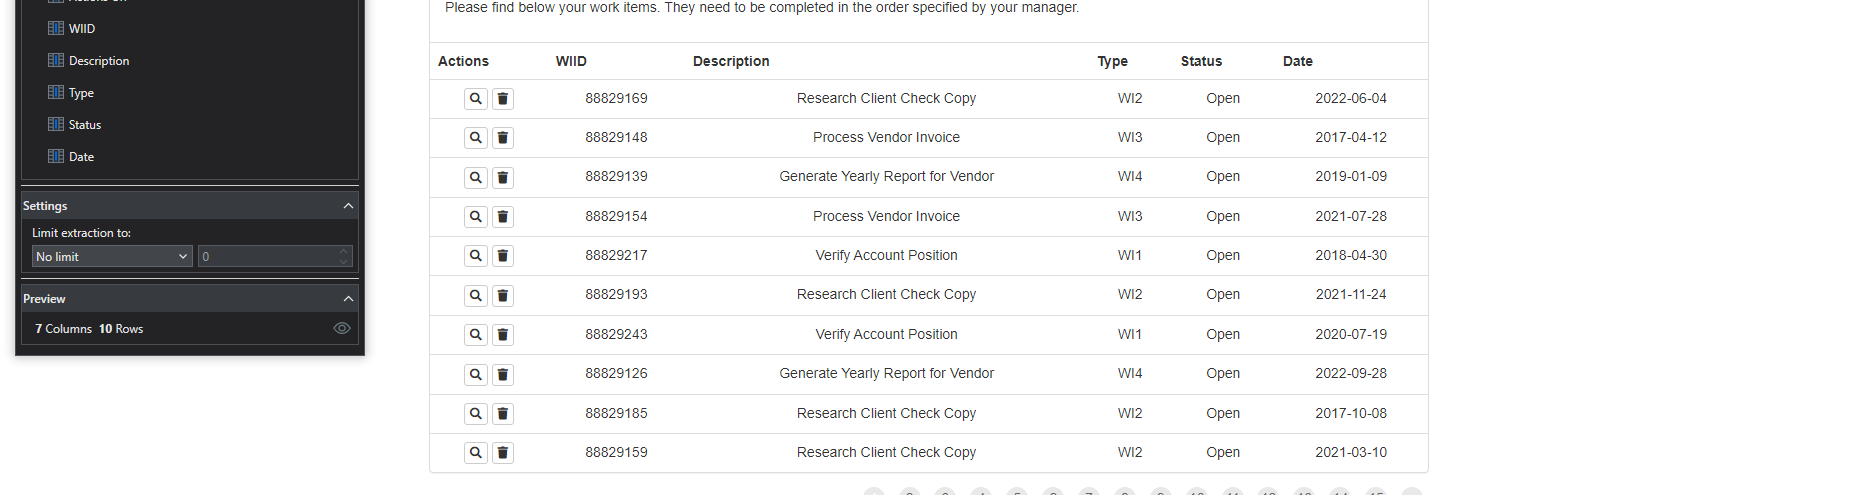 WIID
Description
Type
Status
Date
Settings
Limit extraction to:
No limit 0
Preview
7 Columns 10 Rows
Please find below your work items. They need to be completed in the order specified by your manager.
Actions WIID Description Type Status Date
88829169 Research Client Check Copy WI2 Open 2022-06-04
88829148 Process Vendor Invoice WI3 Open 2017-04-12
88829139 Generate Yearly Report for Vendor WI4 Open 2019-01-09
88829154 Process Vendor Invoice WI3 Open 2021-07-28
88829217 Verify Account Position WI1 Open 2018-04-30
88829193 Research Client Check Copy WI2 Open 2021-11-24
88829243 Verify Account Position WI1 Open 2020-07-19
88829126 Generate Yearly Report for Vendor WI4 Open 2022-09-28
88829185 Research Client Check Copy WI2 Open 2017-10-08
88829159 Research Client Check Copy WI2 Open 2021-03-10